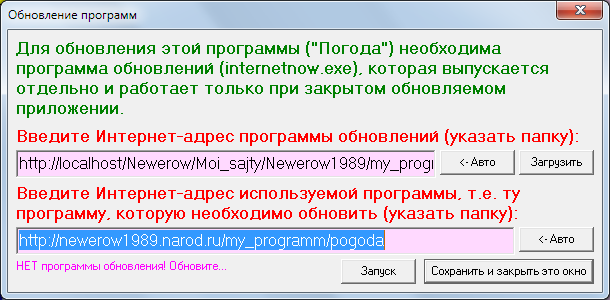 Обновление программ
Для обновления этой программы ("Погода") необходима
программа обновлений (internetnow.exe), которая выпускается
отдельно и работает только при закрытом обновляемом
приложении.
Введите Интернет-адрес программы обновлений (указать папку):
http://localhost/Newerow/Moi_sajty/Newerow1989/my_progr
<- Авто
Загрузить
Введите Интернет-адрес используемой программы, т.е. ту
программу, которую необходимо обновить (указать папку):
http://newerow1989.narod.ru/my_programm/pogoda
<- Авто
НЕТ программы обновления! Обновите...
Запуск
Сохранить и закрыть это окно